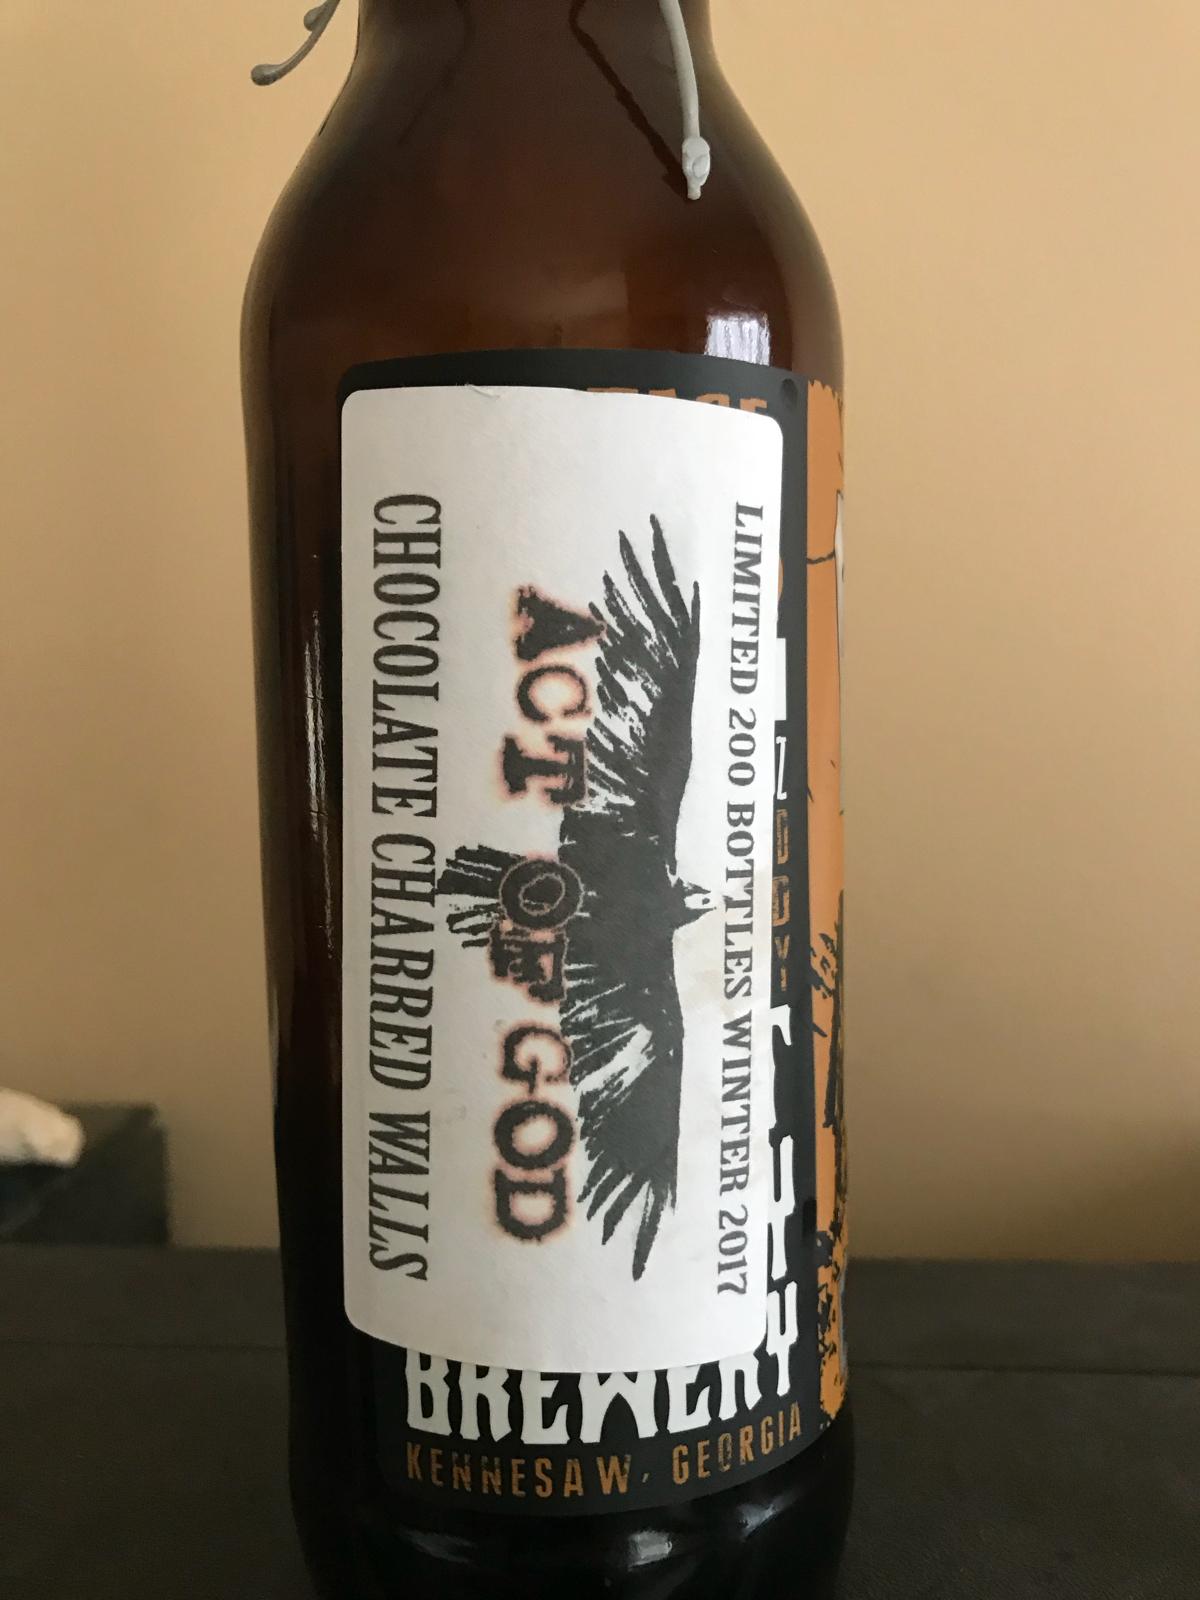 LIMITED 200 BOTTLES WINTER 2017
ACT OF GOD
CHOCOLATE CHARRED WALLS
BREWERY
KENNESAW, GEORGIA